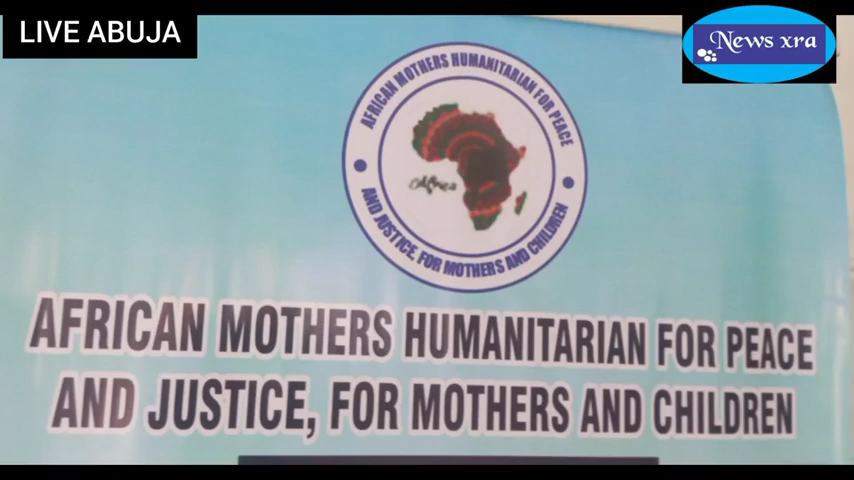 LIVE ABUJA
News xra
AFRICAN MOTHERS HUMANITARIAN FOR PEACE
Africa
AND JUSTICE, FOR MOTHERS AND CHILDREN
AFRICAN MOTHERS HUMANITARIAN FOR PEACE
AND JUSTICE, FOR MOTHERS AND CHILDREN